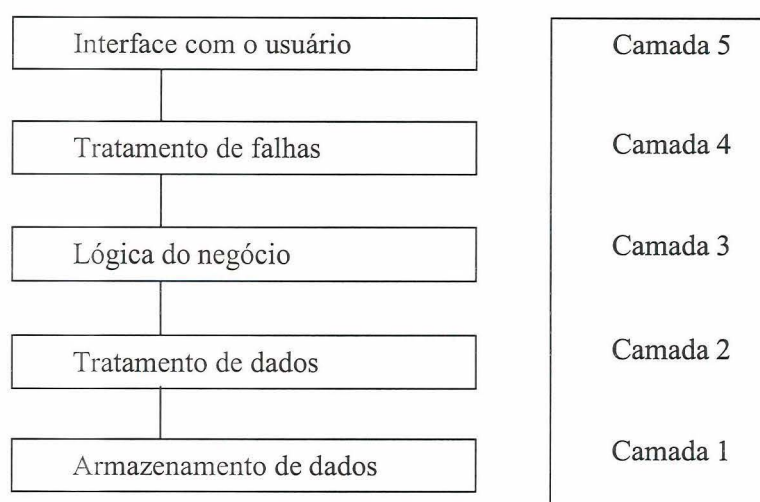 Interface com o usuário
Camada 5
Tratamento de falhas
Camada 4
Lógica do negócio
Camada 3
Tratamento de dados
Camada 2
Armazenamento de dados
Camada 1